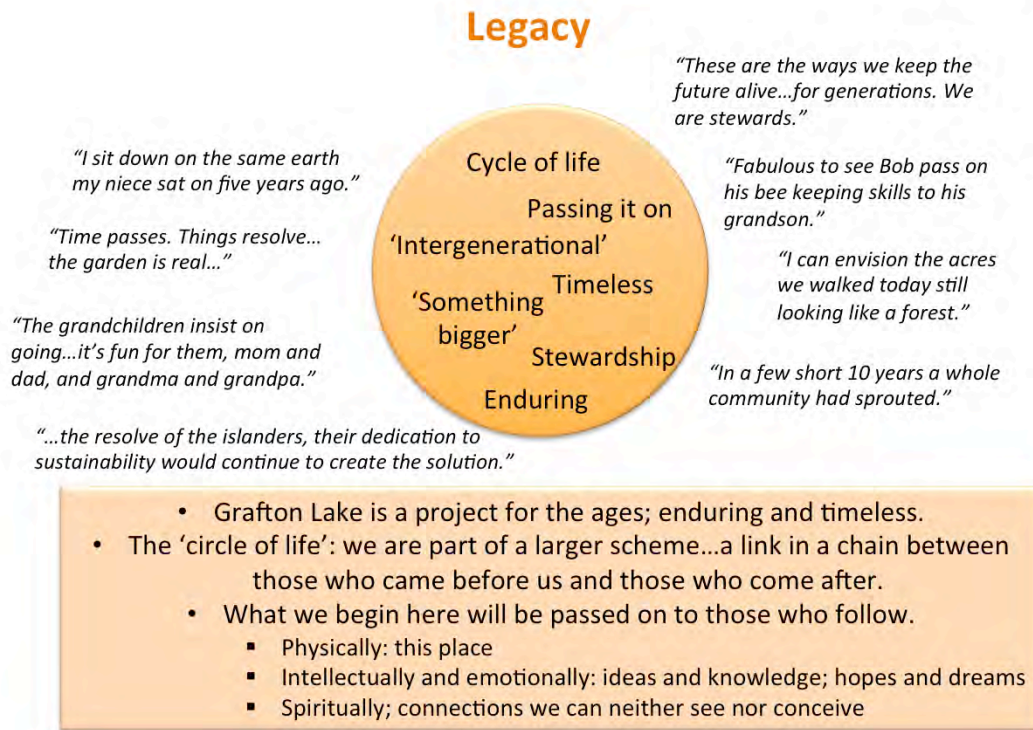 Legacy
“These are the ways we keep the
future alive…for generations. We
are stewards.”
“I sit down on the same earth
my niece sat on five years ago.”
“Time passes. Things resolve…
the garden is real…”
“The grandchildren insist on
going…it’s fun for them, mom and
dad, and grandma and grandpa.”
“…the resolve of the islanders, their dedication to
sustainability would continue to create the solution.”
Cycle of life
Passing it on
‘Intergenerational’
Timeless
‘Something
bigger’
Stewardship
Enduring
“Fabulous to see Bob pass on
his bee keeping skills to his
grandson.”
“I can envision the acres
we walked today still
looking like a forest.”
“In a few short 10 years a whole
community had sprouted.”
• Grafton Lake is a project for the ages; enduring and timeless.
• The ‘circle of life’: we are part of a larger scheme…a link in a chain between
those who came before us and those who come after.
• What we begin here will be passed on to those who follow.
▪ Physically: this place
▪ Intellectually and emotionally: ideas and knowledge; hopes and dreams
▪ Spiritually; connections we can neither see nor conceive